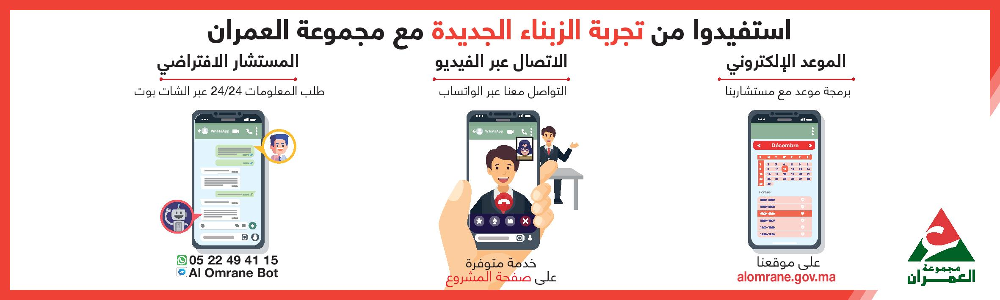 استفيدوا من تجربة الزبناء الجديدة مع مجموعة العمران
الموعد الإلكتروني
برمجة موعد مع مستشارينا
Décembre
S M T W T F S
Horaire
على موقعنا
alomrane.gov.ma
الاتصال عبر الفيديو
التواصل معنا عبر الواتساب
WhatsApp
خدمة متوفرة
على صفحة المشروع
المستشار الافتراضي
طلب المعلومات 24/24 عبر الشات بوت
WhatsApp
05 22 49 41 15
Al Omrane Bot
مجموعة
العمـــران